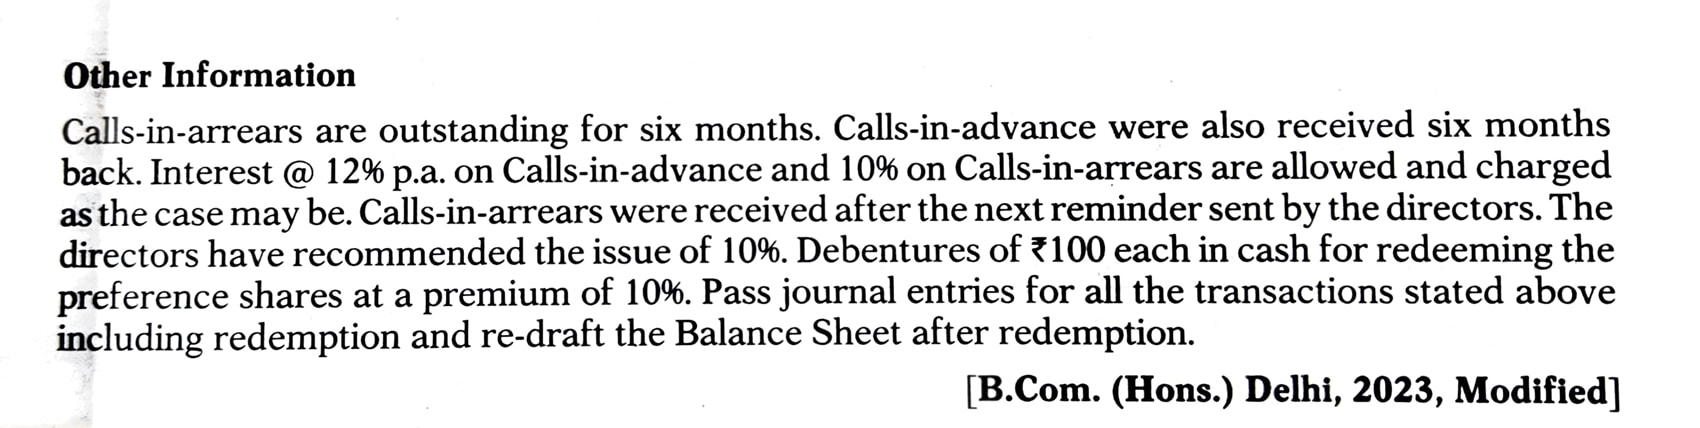 Other Information
Calls-in-arrears are outstanding for six months. Calls-in-advance were also received six months
back. Interest @ 12% p.a. on Calls-in-advance and 10% on Calls-in-arrears are allowed and charged
as the case may be. Calls-in-arrears were received after the next reminder sent by the directors. The
directors have recommended the issue of 10%. Debentures of ₹100 each in cash for redeeming the
preference shares at a premium of 10%. Pass journal entries for all the transactions stated above
including redemption and re-draft the Balance Sheet after redemption.
[B.Com. (Hons.) Delhi, 2023, Modified]